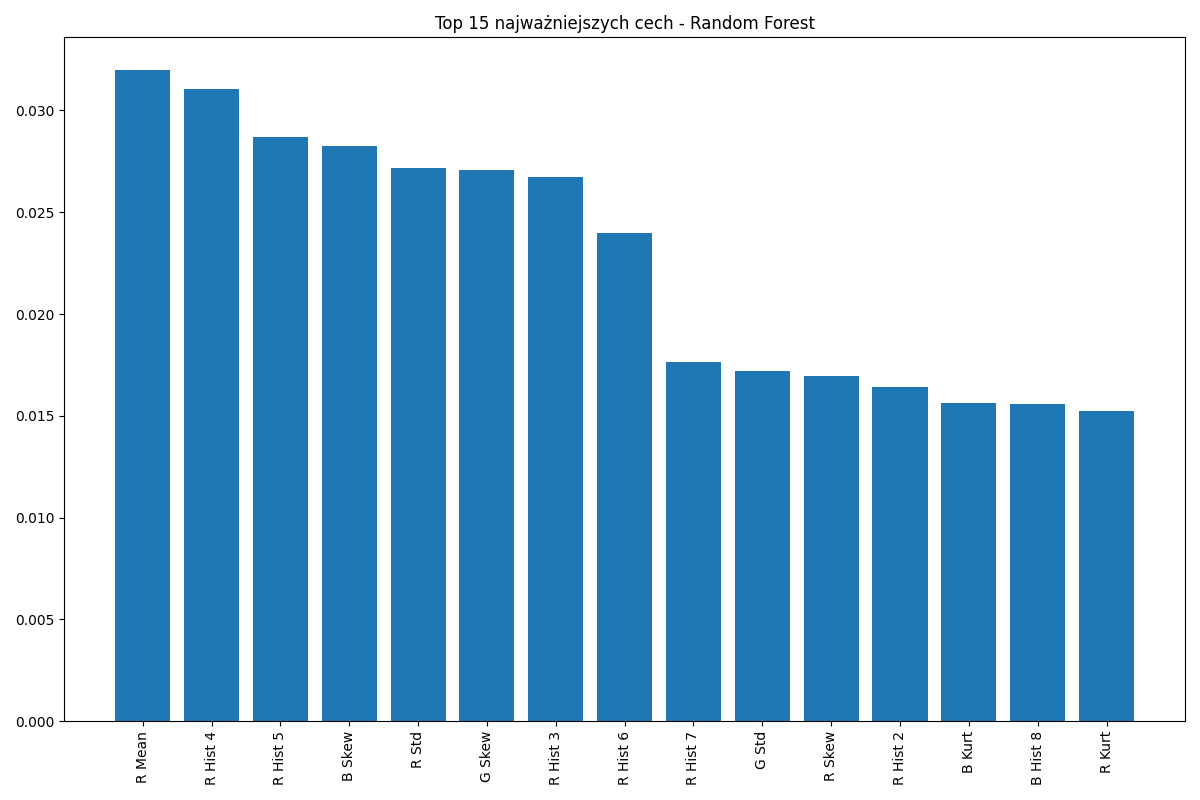 Top 15 najważniejszych cech - Random Forest
0.030
0.025
0.020
0.015
0.010
0.005
0.000
R Mean
R Hist 4
R Hist 5
B Skew
R Std
G Skew
R Hist 3
R Hist 6
R Hist 7
G Std
R Skew
R Hist 2
B Kurt
B Hist 8
R Kurt